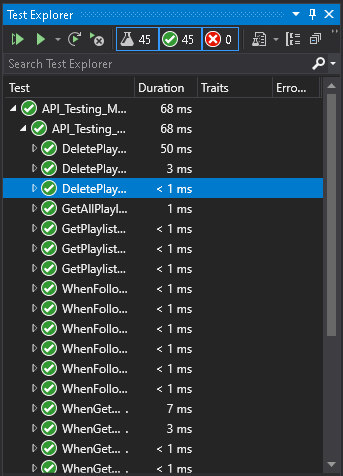 Test Explorer
45 45 0
Search Test Explorer
Test Duration Traits Erro...
API_Testing_M... 68 ms
API_Testing_... 68 ms
DeletePlay... 50 ms
DeletePlay... 3 ms
DeletePlay... < 1 ms
GetAllPlayl... 1 ms
GetPlaylist... < 1 ms
GetPlaylist... < 1 ms
GetPlaylist... < 1 ms
WhenFollo... < 1 ms
WhenFollo... < 1 ms
WhenFollo... < 1 ms
WhenFollo... < 1 ms
WhenFollo... < 1 ms
WhenFollo... < 1 ms
WhenGet... . 7 ms
WhenGet... . 3 ms
WhenGet... . < 1 ms
WhenGet... . < 1 ms